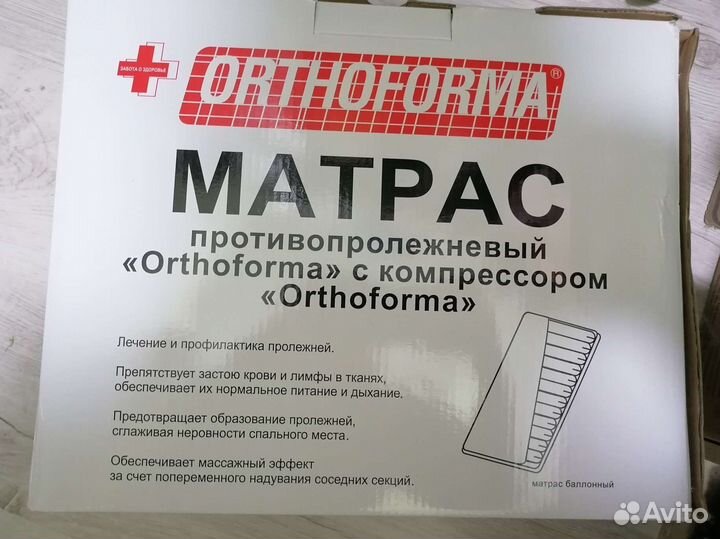 ЗАБОТА О ЗДОРОВЬЕ
ORTHOFORMA®
МАТРАС
противопролежневый
«Orthoforma» с компрессором
«Orthoforma»
Лечение и профилактика пролежней.
Препятствует застою крови и лимфы в тканях,
обеспечивает их нормальное питание и дыхание.
Предотвращает образование пролежней,
сглаживая неровности спального места.
Обеспечивает массажный эффект
за счет попеременного надувания соседних секций.
матрас баллонный
Avito